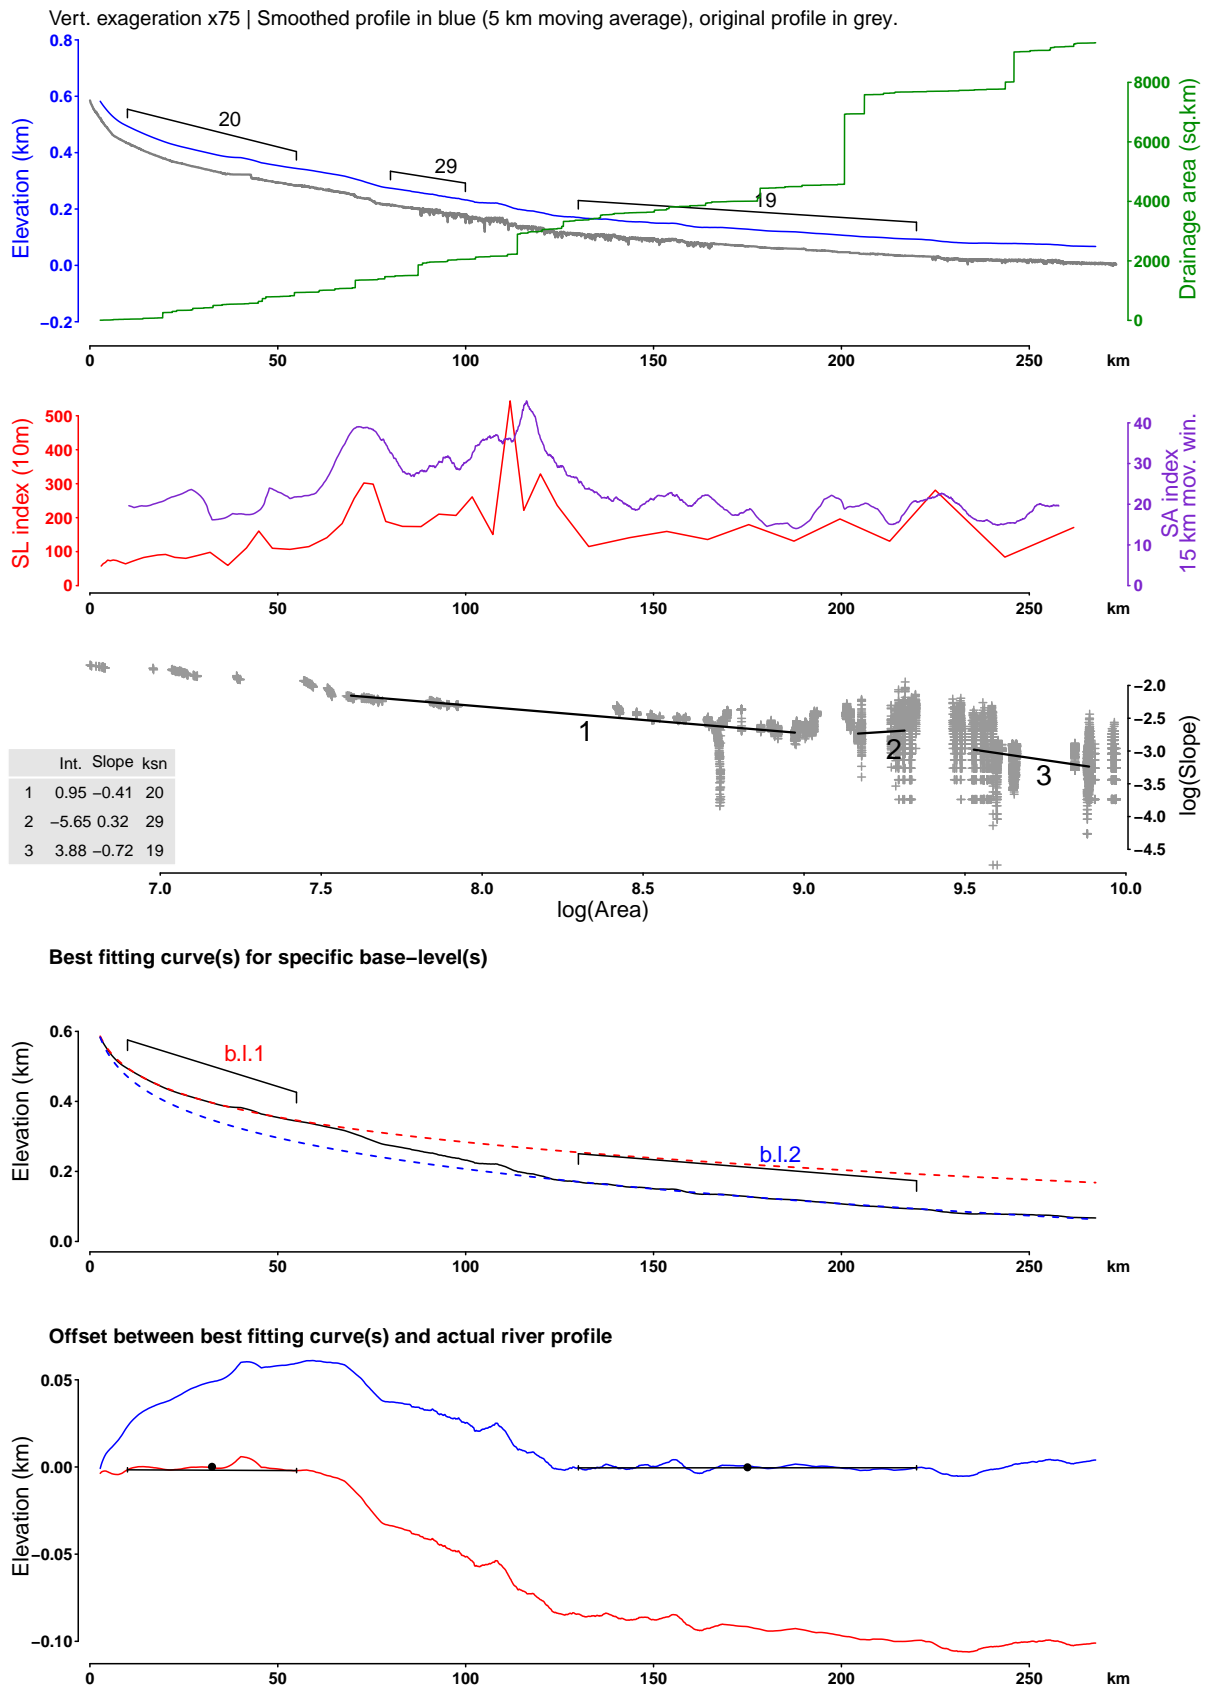 Vert. exageration x75 | Smoothed profile in blue (5 km moving average), original profile in grey.
0.8
0.6
0.4
0.2
0.0
−0.2
Elevation (km)
20
29
19
8000
6000
4000
2000
0
Drainage area (sq.km)
0 50 100 150 200 250 km
500
400
300
200
100
0
SL index (10m)
40
30
20
10
0
SA index
15 km mov. win.
0 50 100 150 200 250 km
1
2
3
−2.0
−2.5
−3.0
−3.5
−4.0
−4.5
log(Slope)
Int. Slope ksn
1 0.95 −0.41 20
2 −5.65 0.32 29
3 3.88 −0.72 19
7.0 7.5 8.0 8.5 9.0 9.5 10.0
log(Area)
Best fitting curve(s) for specific base−level(s)
0.6
0.4
0.2
0.0
Elevation (km)
b.l.1
b.l.2
0 50 100 150 200 250 km
Offset between best fitting curve(s) and actual river profile
0.05
0.00
−0.05
−0.10
Elevation (km)
0 50 100 150 200 250 km